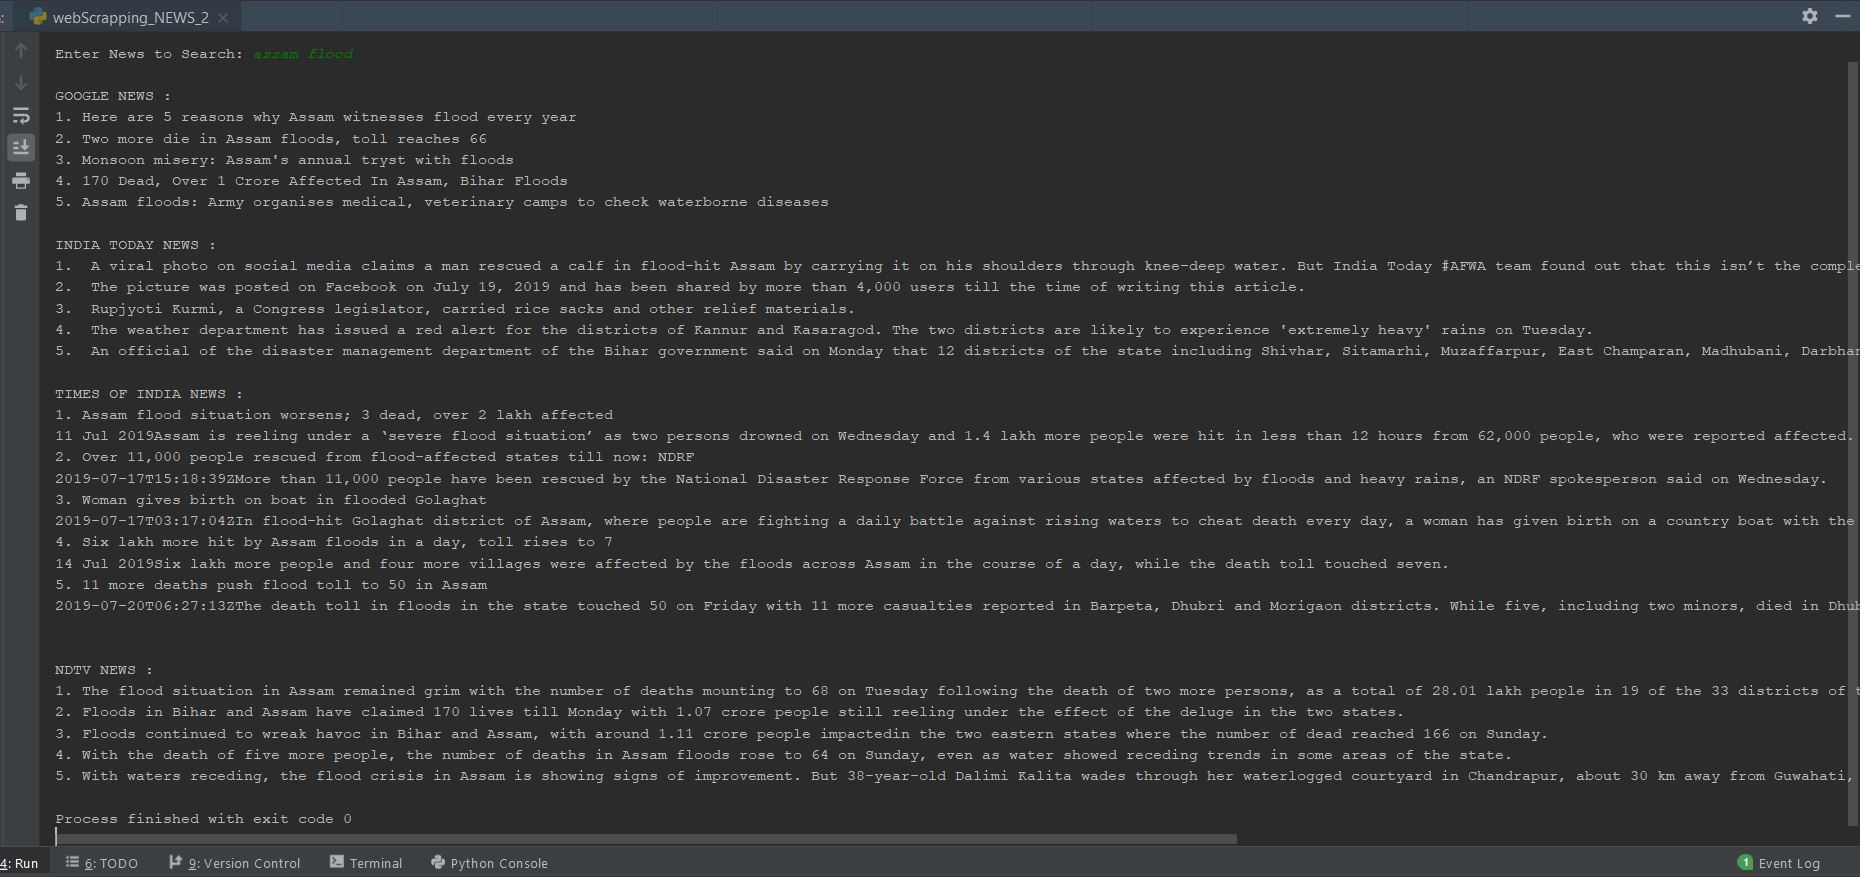 webScrapping_NEWS_2
Enter News to Search: assam flood
GOOGLE NEWS :
1. Here are 5 reasons why Assam witnesses flood every year
2. Two more die in Assam floods, toll reaches 66
3. Monsoon misery: Assam's annual tryst with floods
4. 170 Dead, Over 1 Crore Affected In Assam, Bihar Floods
5. Assam floods: Army organises medical, veterinary camps to check waterborne diseases
INDIA TODAY NEWS :
1.  A viral photo on social media claims a man rescued a calf in flood-hit Assam by carrying it on his shoulders through knee-deep water. But India Today #AFWA team found out that this isn’t the comple
2.  The picture was posted on Facebook on July 19, 2019 and has been shared by more than 4,000 users till the time of writing this article.
3.  Rupjyoti Kurmi, a Congress legislator, carried rice sacks and other relief materials.
4.  The weather department has issued a red alert for the districts of Kannur and Kasaragod. The two districts are likely to experience 'extremely heavy' rains on Tuesday.
5.  An official of the disaster management department of the Bihar government said on Monday that 12 districts of the state including Shivhar, Sitamarhi, Muzaffarpur, East Champaran, Madhubani, Darbhan
TIMES OF INDIA NEWS :
1. Assam flood situation worsens; 3 dead, over 2 lakh affected
11 Jul 2019Assam is reeling under a ‘severe flood situation’ as two persons drowned on Wednesday and 1.4 lakh more people were hit in less than 12 hours from 62,000 people, who were reported affected.
2. Over 11,000 people rescued from flood-affected states till now: NDRF
2019-07-17T15:18:39ZMore than 11,000 people have been rescued by the National Disaster Response Force from various states affected by floods and heavy rains, an NDRF spokesperson said on Wednesday.
3. Woman gives birth on boat in flooded Golaghat
2019-07-17T03:17:04ZIn flood-hit Golaghat district of Assam, where people are fighting a daily battle against rising waters to cheat death every day, a woman has given birth on a country boat with the
4. Six lakh more hit by Assam floods in a day, toll rises to 7
14 Jul 2019Six lakh more people and four more villages were affected by the floods across Assam in the course of a day, while the death toll touched seven.
5. 11 more deaths push flood toll to 50 in Assam
2019-07-20T06:27:13ZThe death toll in floods in the state touched 50 on Friday with 11 more casualties reported in Barpeta, Dhubri and Morigaon districts. While five, including two minors, died in Dhub
NDTV NEWS :
1. The flood situation in Assam remained grim with the number of deaths mounting to 68 on Tuesday following the death of two more persons, as a total of 28.01 lakh people in 19 of the 33 districts of t
2. Floods in Bihar and Assam have claimed 170 lives till Monday with 1.07 crore people still reeling under the effect of the deluge in the two states.
3. Floods continued to wreak havoc in Bihar and Assam, with around 1.11 crore people impactedin the two eastern states where the number of dead reached 166 on Sunday.
4. With the death of five more people, the number of deaths in Assam floods rose to 64 on Sunday, even as water showed receding trends in some areas of the state.
5. With waters receding, the flood crisis in Assam is showing signs of improvement. But 38-year-old Dalimi Kalita wades through her waterlogged courtyard in Chandrapur, about 30 km away from Guwahati,
Process finished with exit code 0
4: Run 6: TODO 9: Version Control Terminal Python Console 1 Event Log